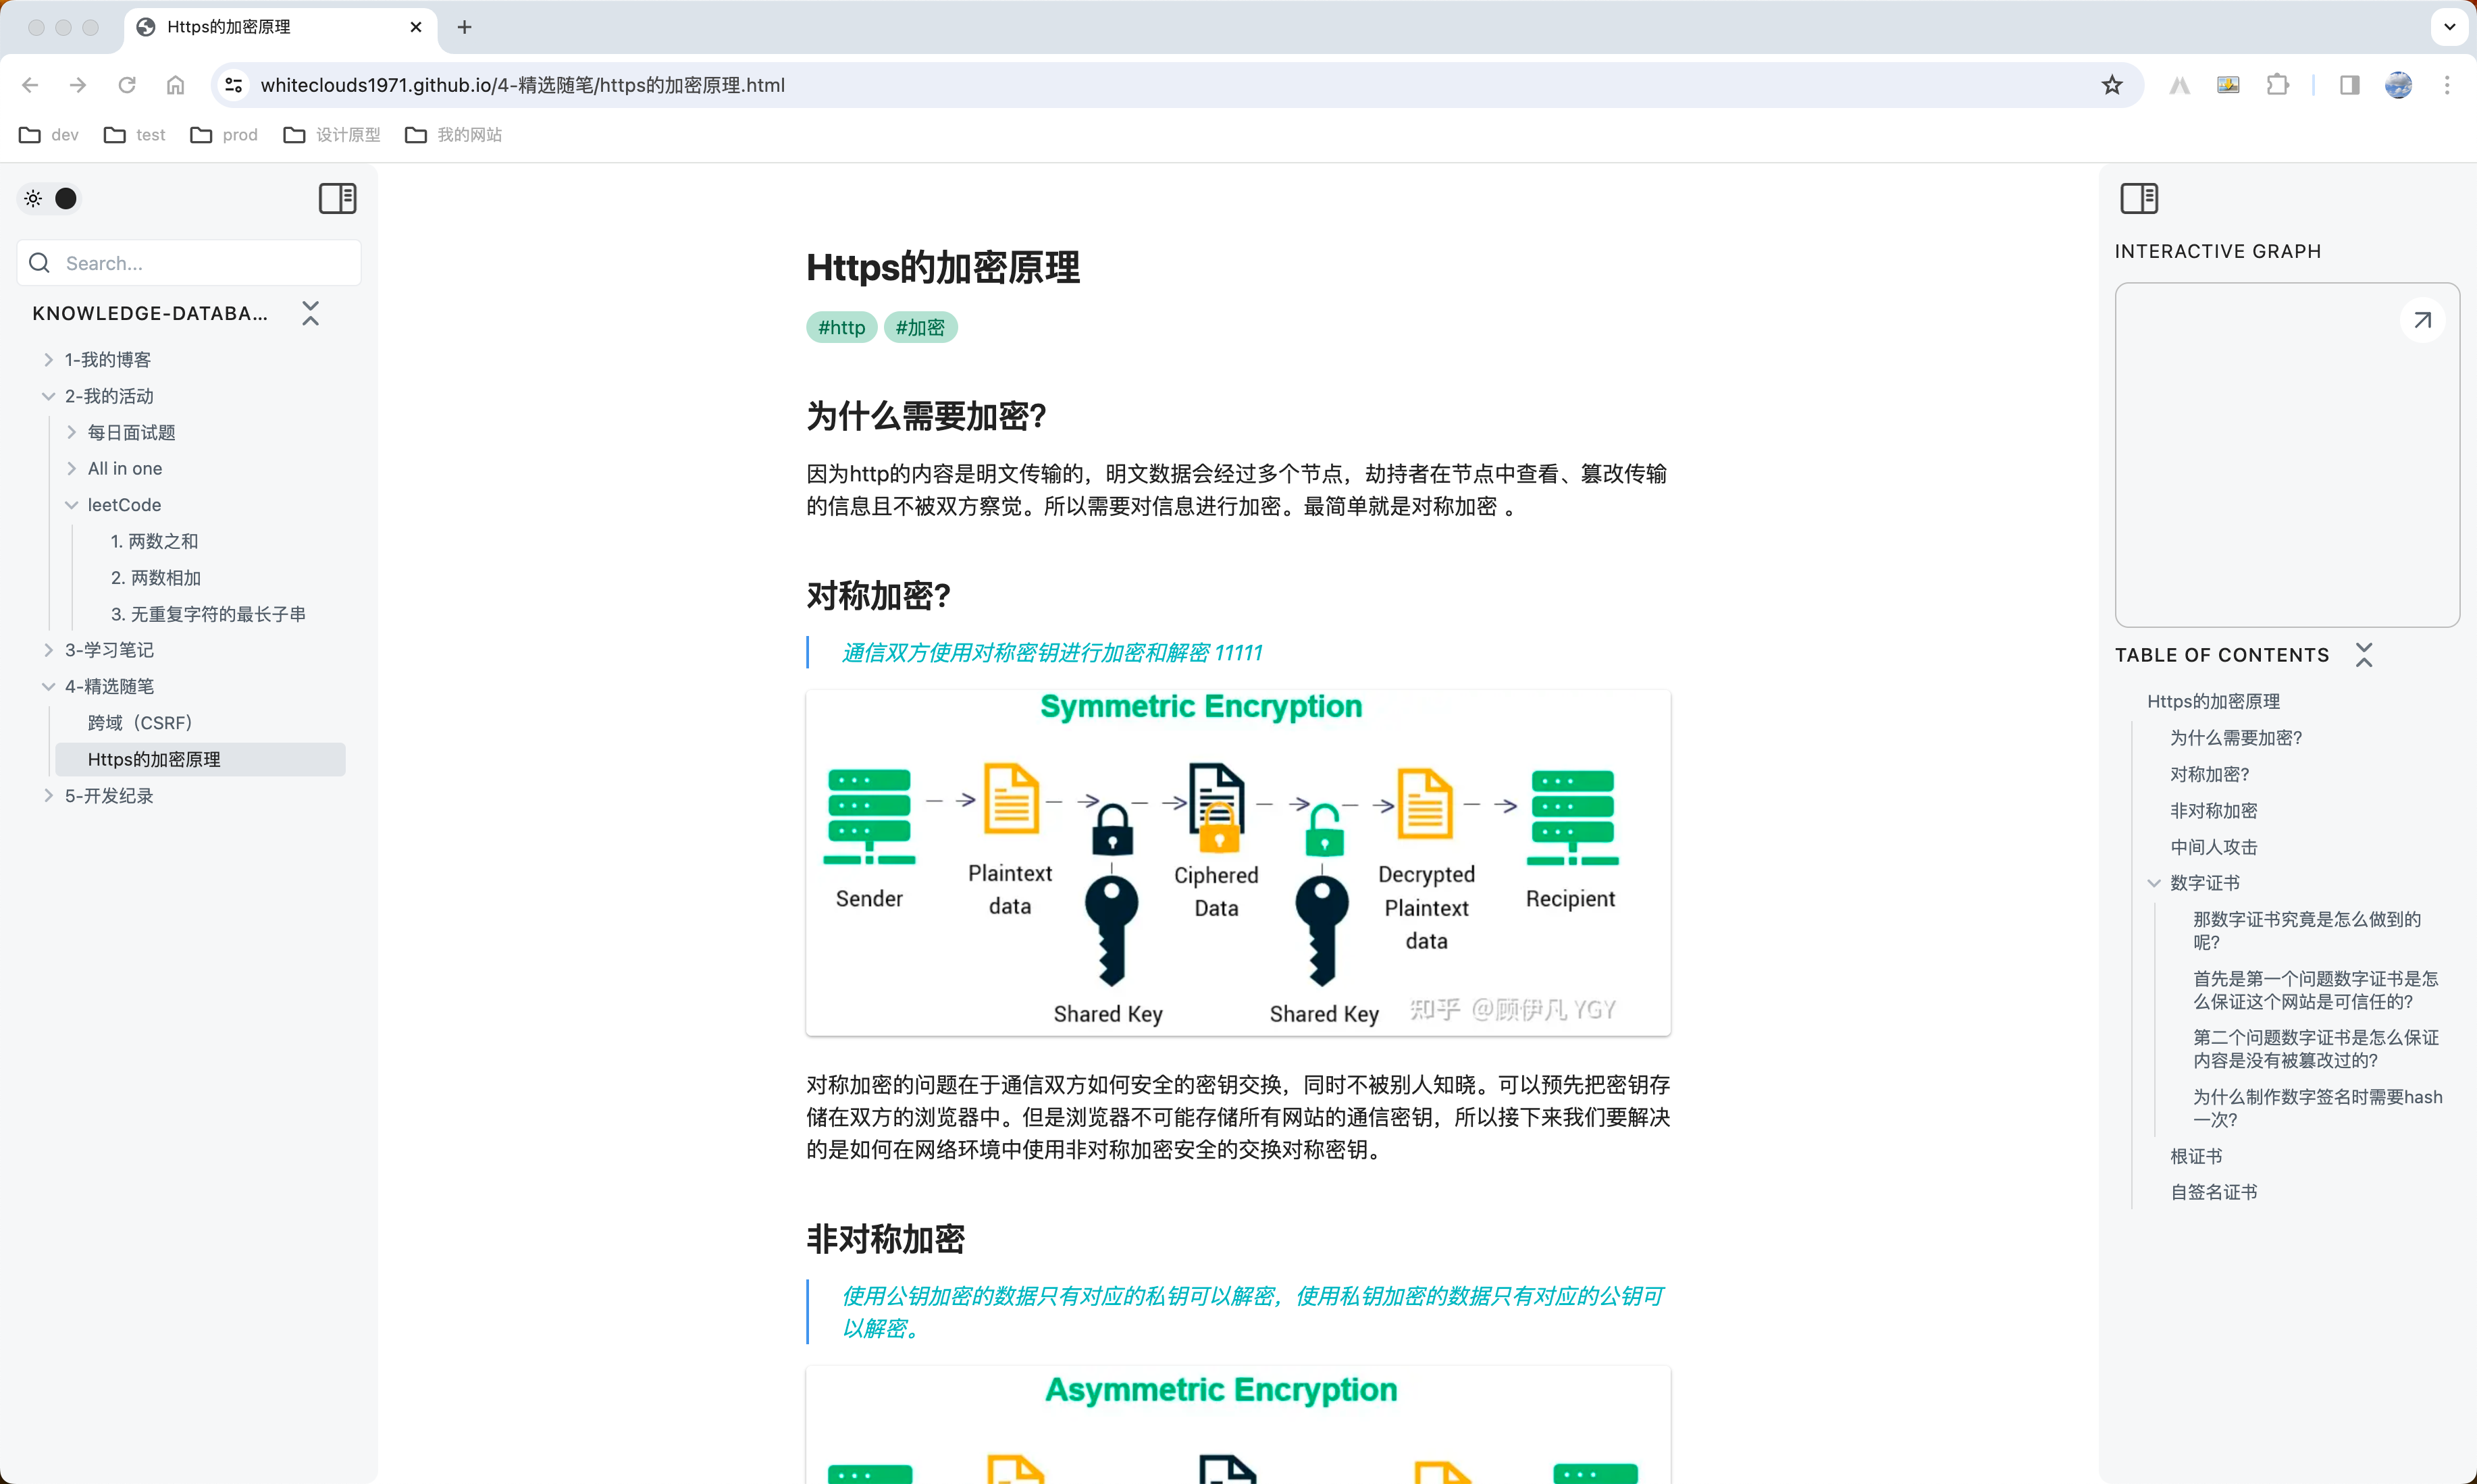 Https的加密原理
whiteclouds1971.github.io/4-精选随笔/https的加密原理.html
dev
test
prod
设计原型
我的网站
Search...
KNOWLEDGE-DATABA...
1-我的博客
2-我的活动
每日面试题
All in one
leetCode
1. 两数之和
2. 两数相加
3. 无重复字符的最长子串
3-学习笔记
4-精选随笔
跨域（CSRF）
Https的加密原理
5-开发纪录
Https的加密原理
#http
#加密
为什么需要加密?
因为http的内容是明文传输的，明文数据会经过多个节点，劫持者在节点中查看、篡改传输
的信息且不被双方察觉。所以需要对信息进行加密。最简单就是对称加密 。
对称加密?
通信双方使用对称密钥进行加密和解密 11111
Symmetric Encryption
Sender
Plaintext
data
Shared Key
Ciphered
Data
Shared Key
Decrypted
Plaintext
data
Recipient
知乎 @顾伊凡 YGY
对称加密的问题在于通信双方如何安全的密钥交换，同时不被别人知晓。可以预先把密钥存
储在双方的浏览器中。但是浏览器不可能存储所有网站的通信密钥，所以接下来我们要解决
的是如何在网络环境中使用非对称加密安全的交换对称密钥。
非对称加密
使用公钥加密的数据只有对应的私钥可以解密，使用私钥加密的数据只有对应的公钥可
以解密。
Asymmetric Encryption
INTERACTIVE GRAPH
TABLE OF CONTENTS
Https的加密原理
为什么需要加密?
对称加密?
非对称加密
中间人攻击
数字证书
那数字证书究竟是怎么做到的
呢?
首先是第一个问题数字证书是怎
么保证这个网站是可信任的?
第二个问题数字证书是怎么保证
内容是没有被篡改过的?
为什么制作数字签名时需要hash
一次?
根证书
自签名证书